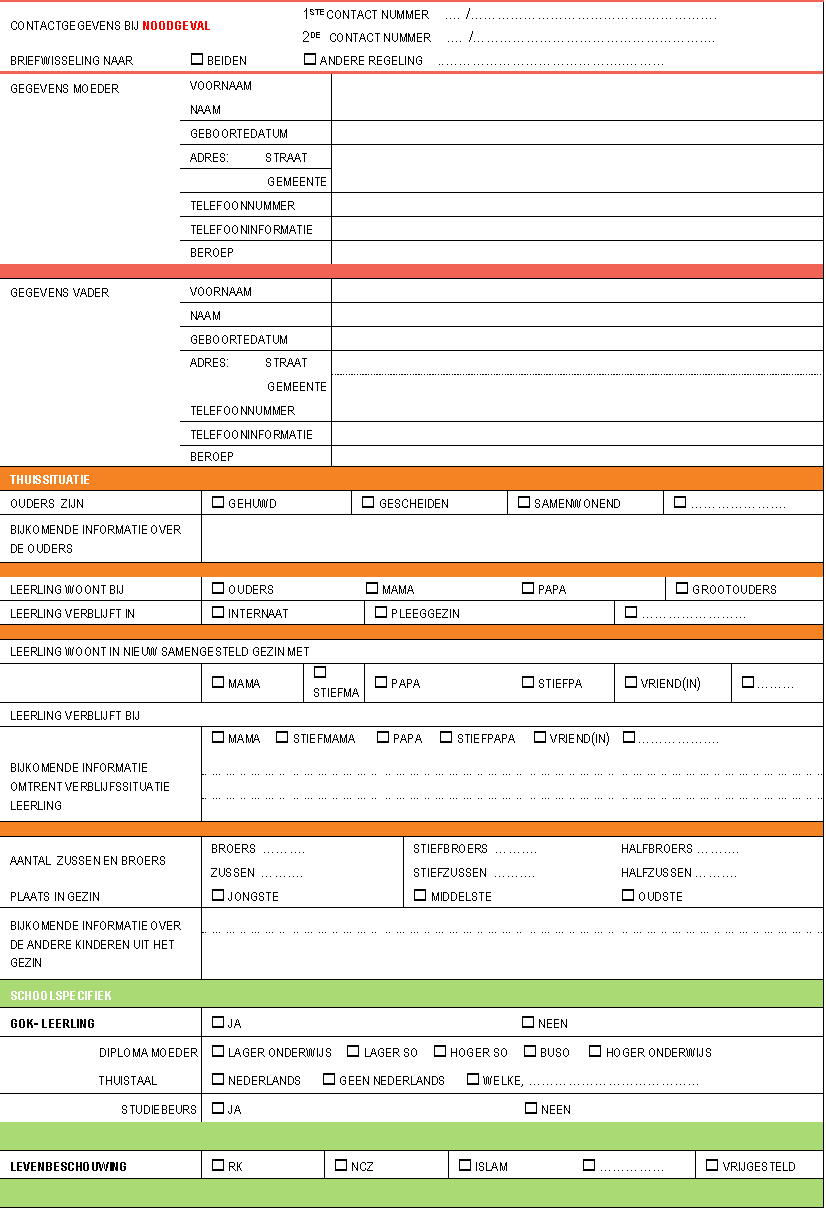 CONTACTGEGEVENS BIJ NOODGEVAL
1STE CONTACT NUMMER .... /……………………………………………………
2DE CONTACT NUMMER .... /……………………………………………………
BRIEFWISSELING NAAR ☐ BEIDEN ☐ ANDERE REGELING ………………………………………………
GEGEVENS MOEDER VOORNAAM
NAAM
GEBOORTEDATUM
ADRES: STRAAT
GEMEENTE
TELEFOONNUMMER
TELEFOONINFORMATIE
BEROEP
GEGEVENS VADER VOORNAAM
NAAM
GEBOORTEDATUM
ADRES: STRAAT
GEMEENTE
TELEFOONNUMMER
TELEFOONINFORMATIE
BEROEP
THUISSITUATIE
OUDERS ZIJN ☐ GEHUWD ☐ GESCHEIDEN ☐ SAMENWONEND ☐ ………………….
BIJKOMENDE INFORMATIE OVER
DE OUDERS
LEERLING WOONT BIJ ☐ OUDERS ☐ MAMA ☐ PAPA ☐ GROOTOUDERS
LEERLING VERBLIJFT IN ☐ INTERNAAT ☐ PLEEGGEZIN ☐ ……………………
LEERLING WOONT IN NIEUW SAMENGESTELD GEZIN MET
☐ MAMA ☐ STIEFMA ☐ PAPA ☐ STIEFPA ☐ VRIEND(IN) ☐ ………
LEERLING VERBLIJFT BIJ
☐ MAMA ☐ STIEFMAMA ☐ PAPA ☐ STIEFPAPA ☐ VRIEND(IN) ☐ ……………….
BIJKOMENDE INFORMATIE
OMTRENT VERBLIJFSSITUATIE
LEERLING
AANTAL ZUSSEN EN BROERS
BROERS ………. STIEFBROERS ………. HALFBROERS ……….
ZUSSEN ………. STIEFZUSSEN ………. HALFZUSSEN ……….
PLAATS IN GEZIN ☐ JONGSTE ☐ MIDDELSTE ☐ OUDSTE
BIJKOMENDE INFORMATIE OVER
DE ANDERE KINDEREN UIT HET
GEZIN
SCHOOLSPECIFIEK
GOK- LEERLING ☐ JA ☐ NEEN
DIPLOMA MOEDER ☐ LAGER ONDERWIJS ☐ LAGER SO ☐ HOGER SO ☐ BUSO ☐ HOGER ONDERWIJS
THUISTAAL ☐ NEDERLANDS ☐ GEEN NEDERLANDS ☐ WELKE, ……………………………………
STUDIEBEURS ☐ JA ☐ NEEN
LEVENBESCHOUWING ☐ RK ☐ NCZ ☐ ISLAM ☐ …………… ☐ VRIJGESTELD